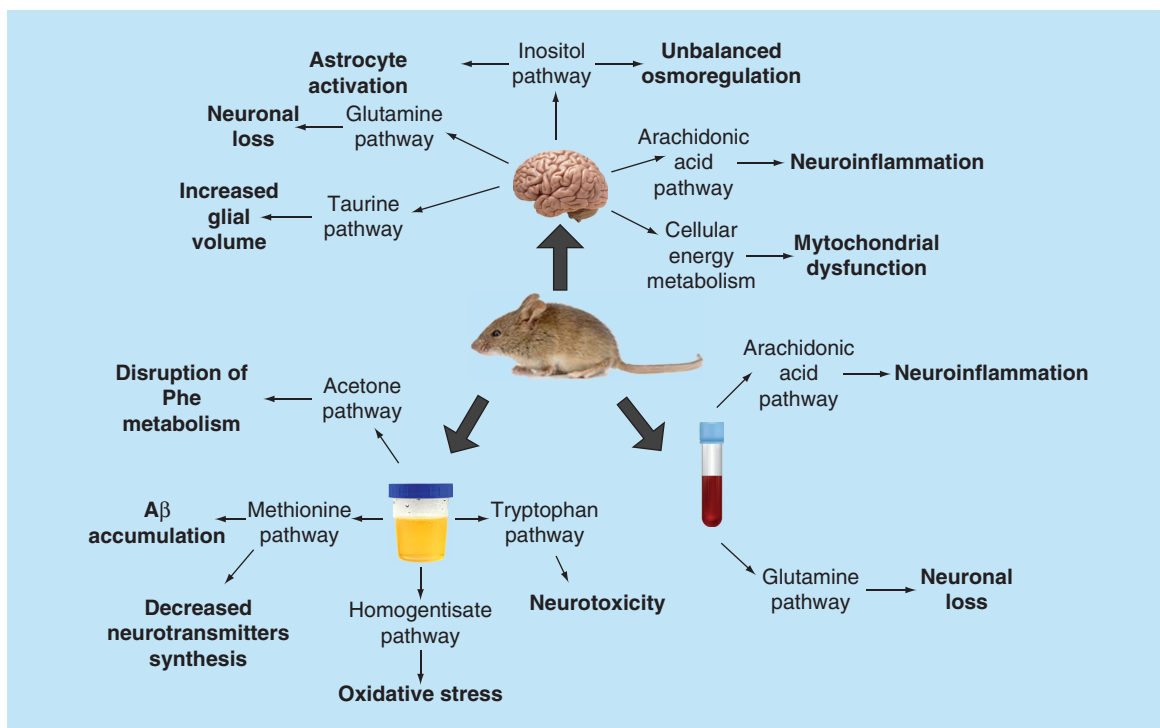 Astrocyte
activation
Inositol
pathway
Unbalanced
osmoregulation
Neuronal
loss
Glutamine
pathway
Arachidonic
acid
pathway
Neuroinflammation
Increased
glial
volume
Taurine
pathway
Cellular
energy
metabolism
Mytochondrial
dysfunction
Disruption of
Phe
metabolism
Acetone
pathway
Arachidonic
acid
pathway
Neuroinflammation
Aβ
accumulation
Methionine
pathway
Tryptophan
pathway
Decreased
neurotransmitters
synthesis
Homogentisate
pathway
Neurotoxicity
Glutamine
pathway
Neuronal
loss
Oxidative stress